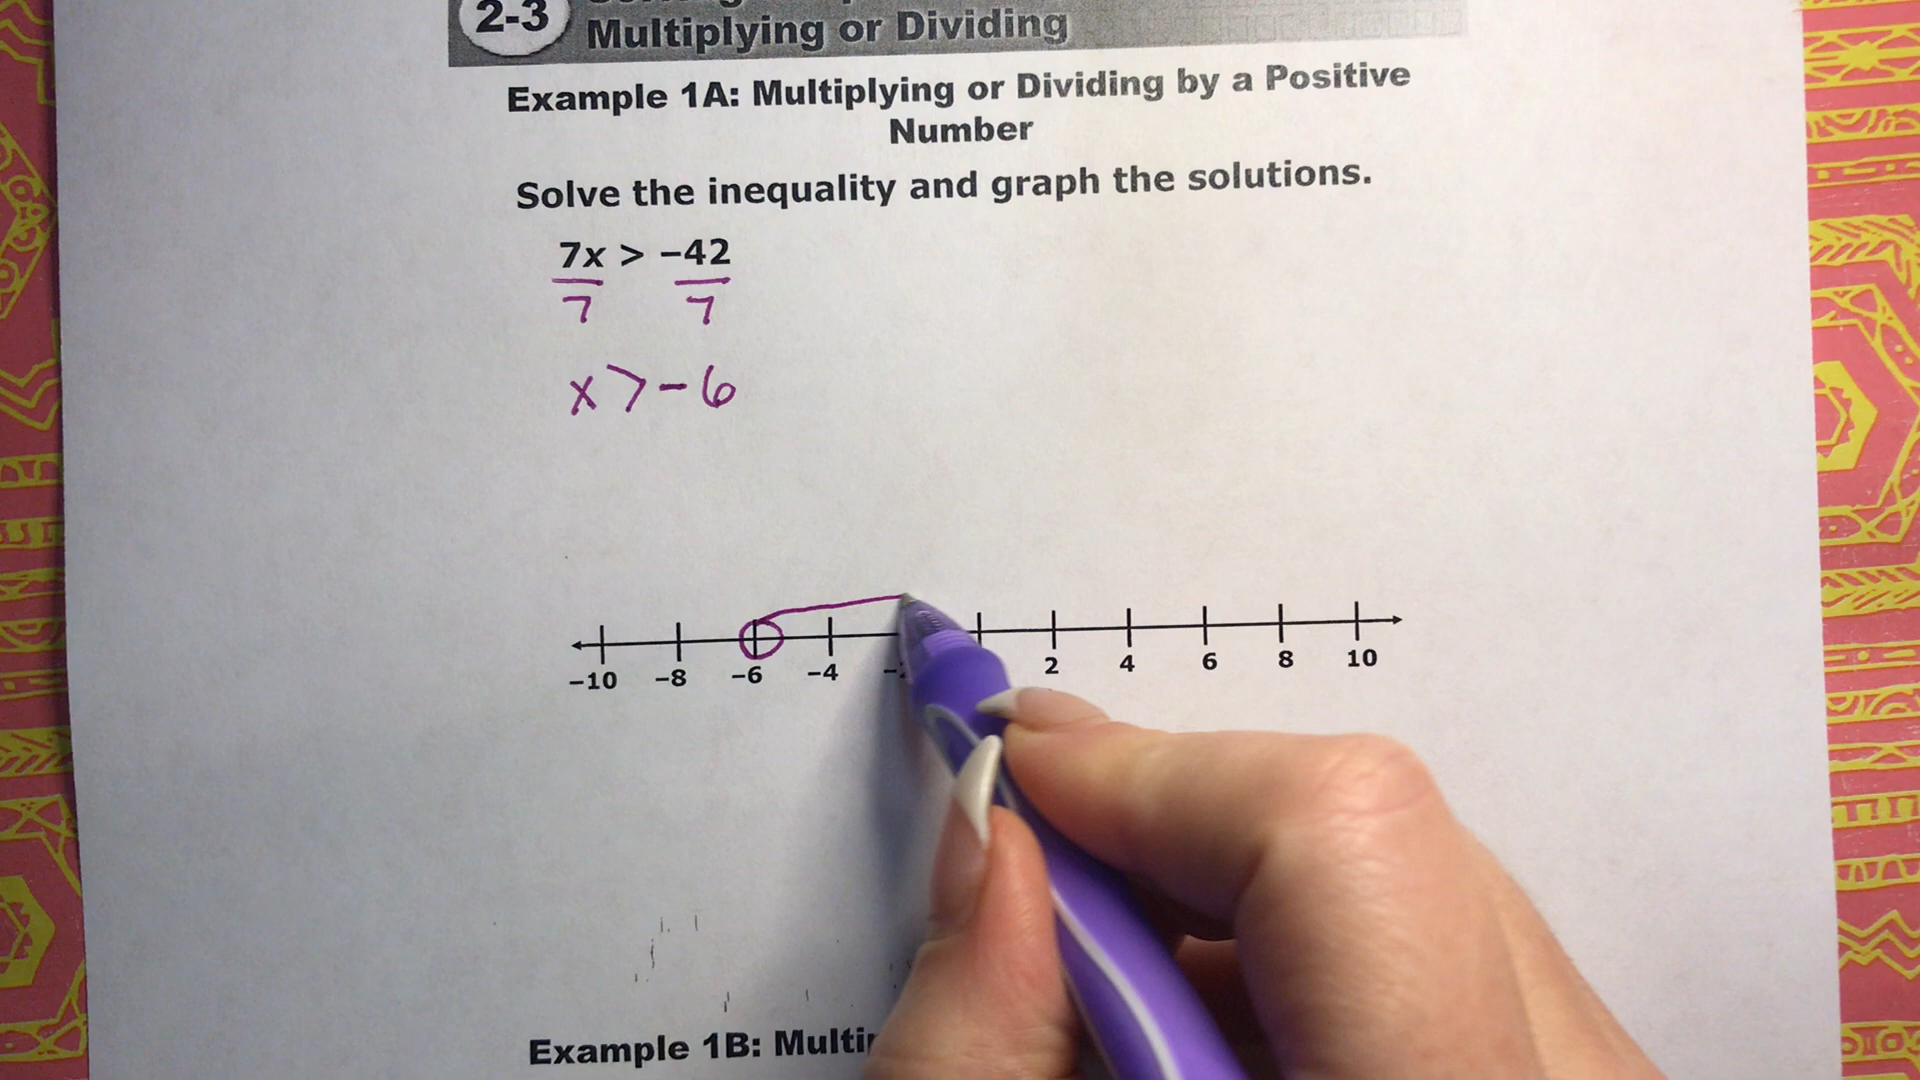 2-3
Multiplying or Dividing
Example 1A: Multiplying or Dividing by a Positive
Number
Solve the inequality and graph the solutions.
7x > −42
7 7
x > -6
−10 −8 −6 −4 2 4 6 8 10
Example 1B: